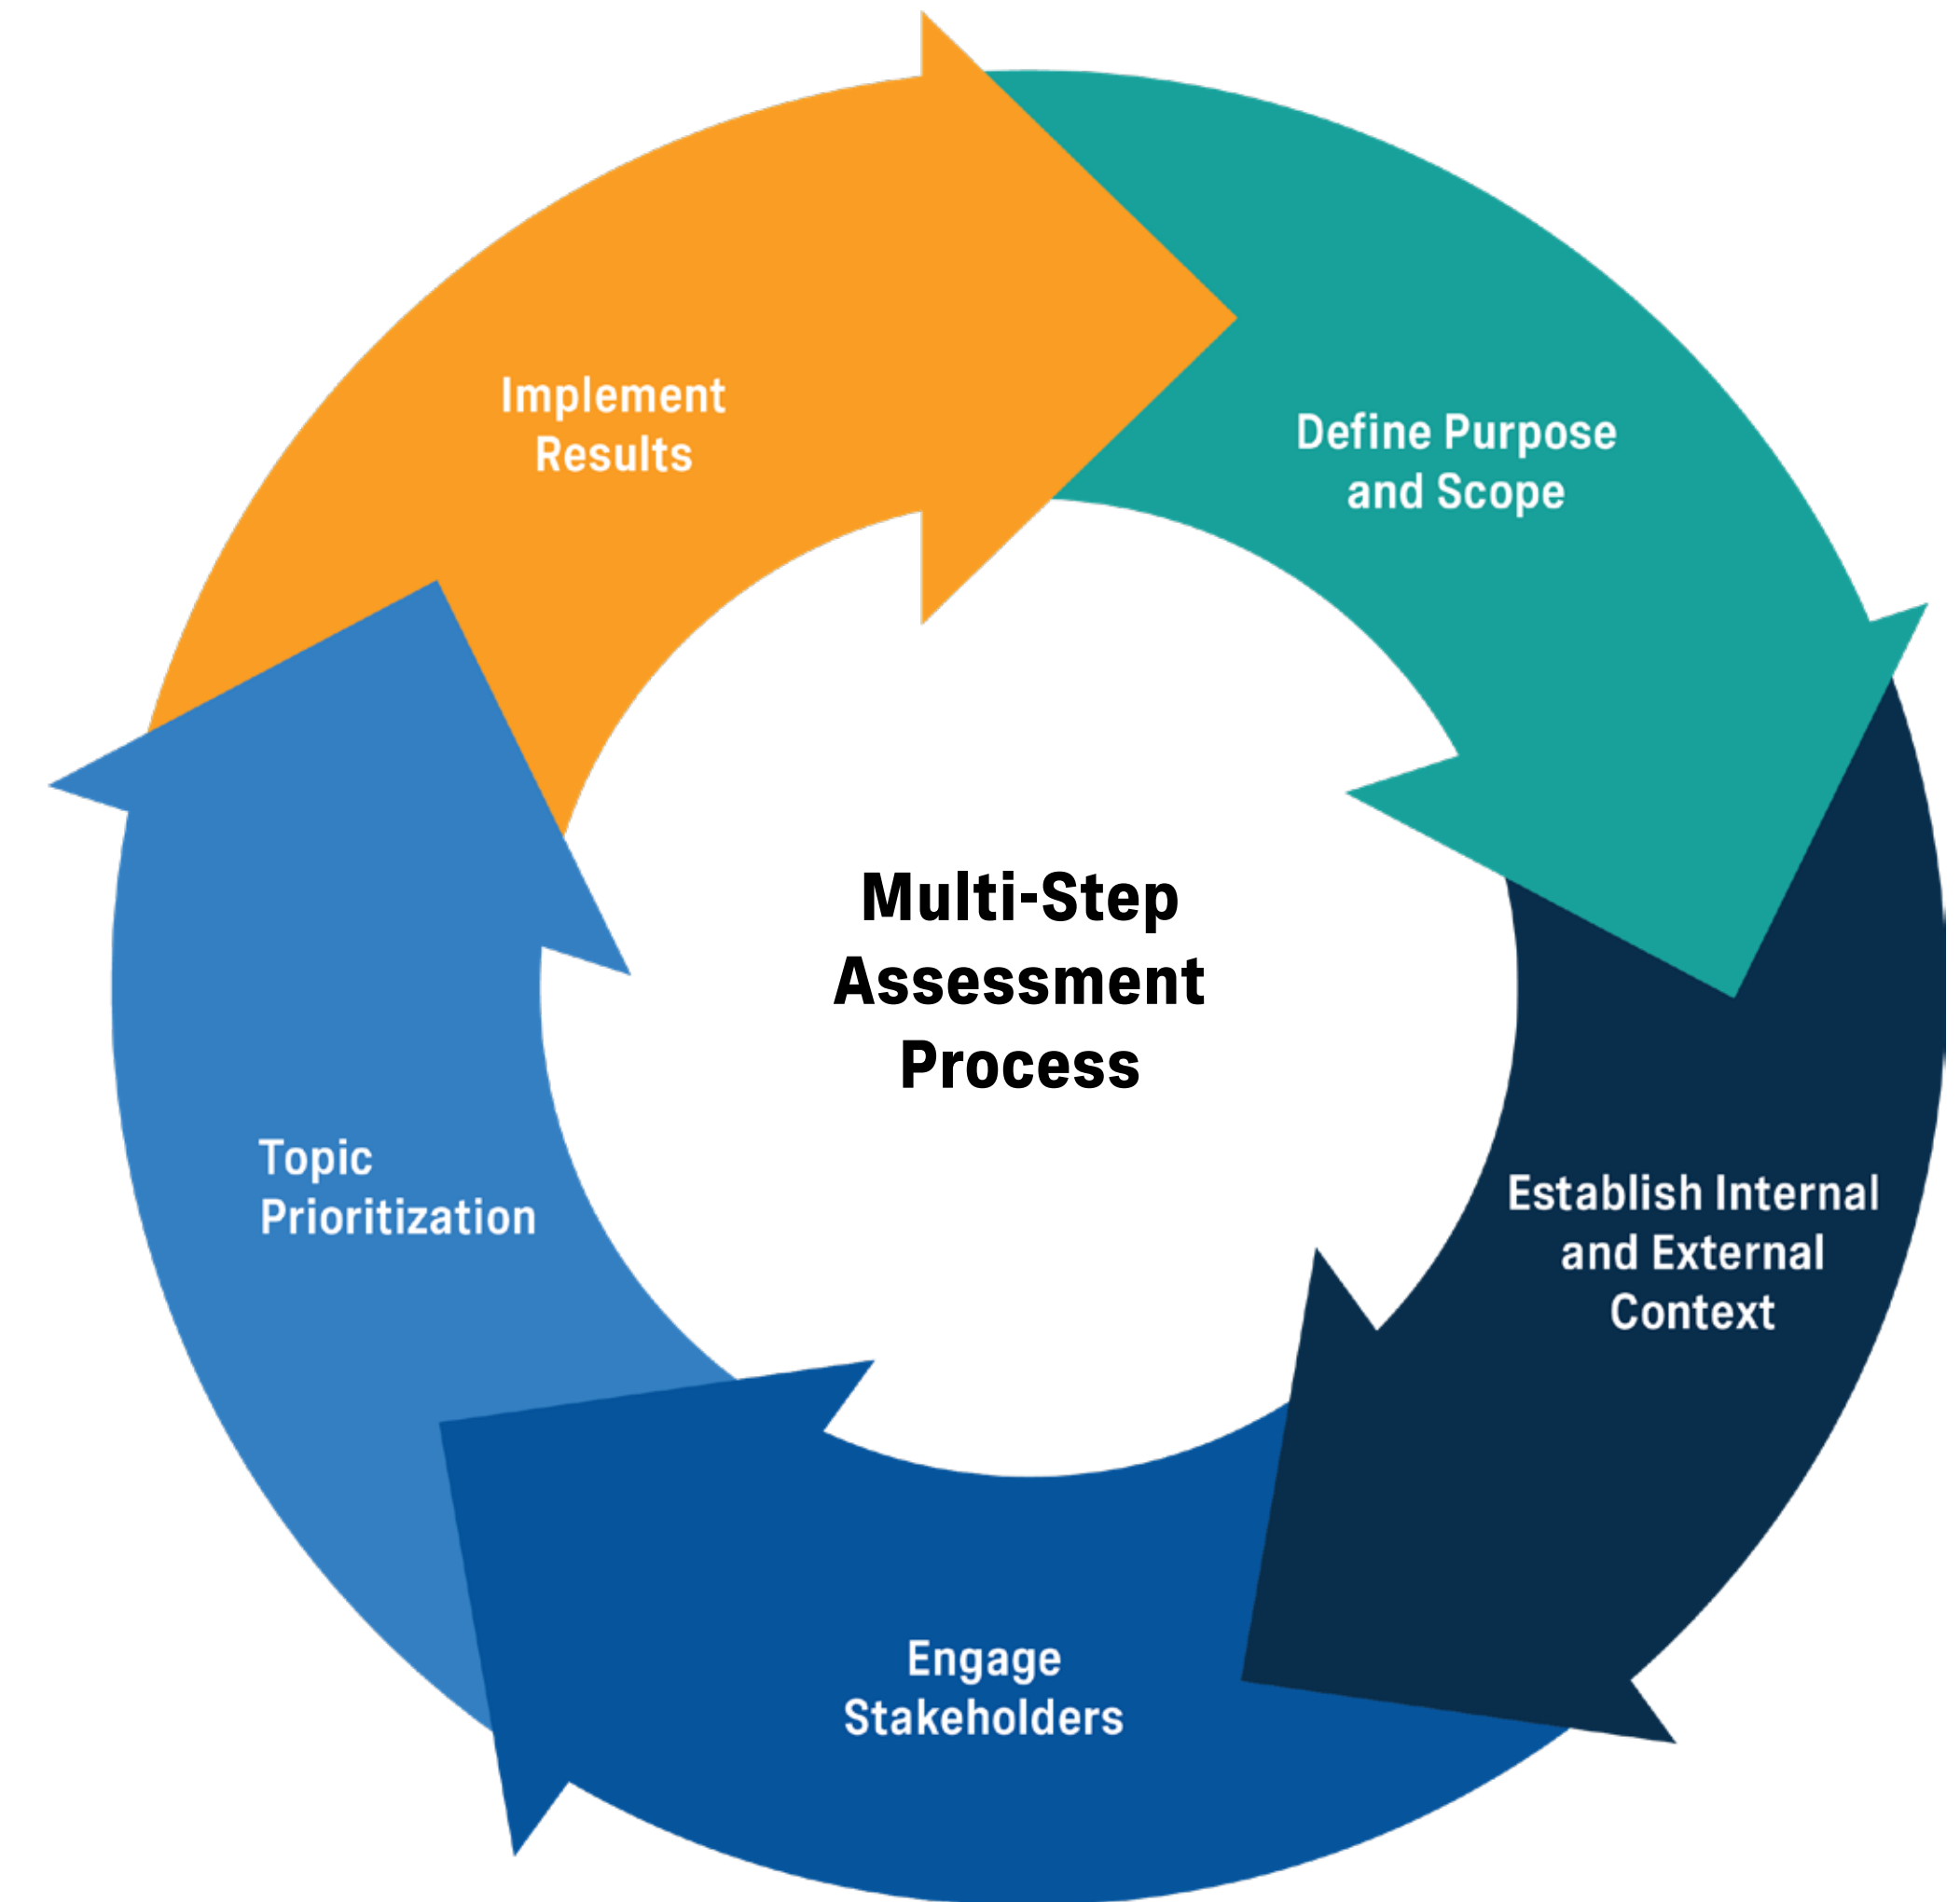 Implement
Results
Define Purpose
and Scope
Multi-Step
Assessment
Process
Establish Internal
and External
Context
Topic
Prioritization
Engage
Stakeholders